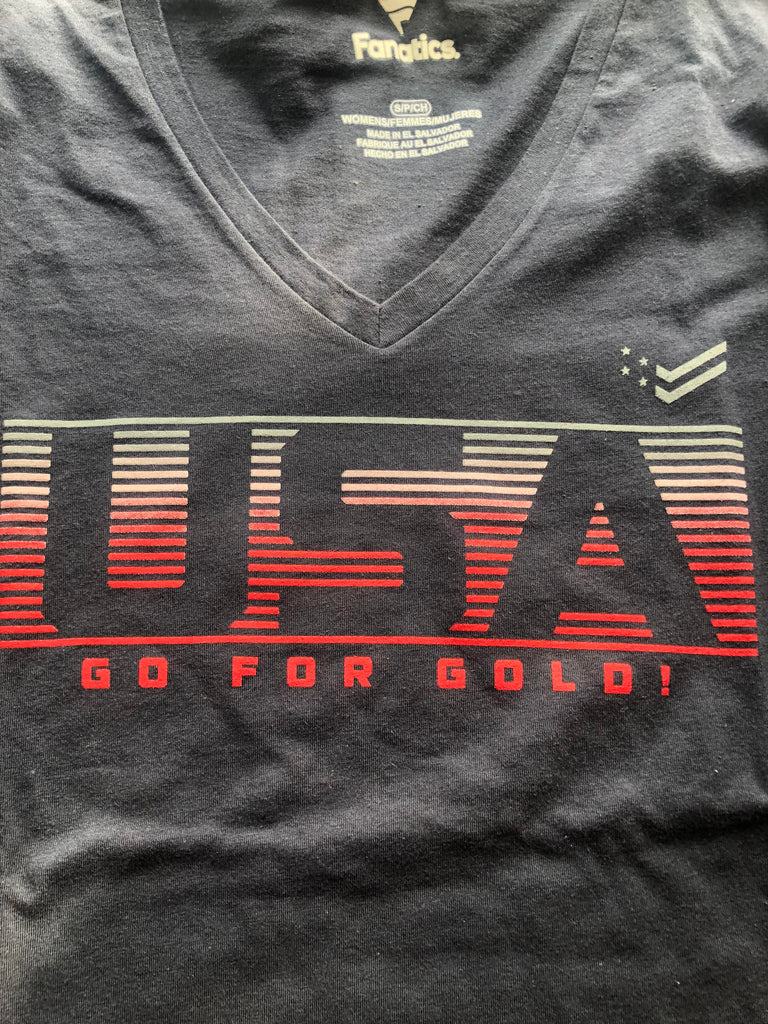 Fanatics.
S/P/CH
WOMENS/FEMMES/MUJERES
MADE IN EL SALVADOR
FABRIQUE AU EL SALVADOR
HECHO EN EL SALVADOR
USA
GO FOR GOLD!